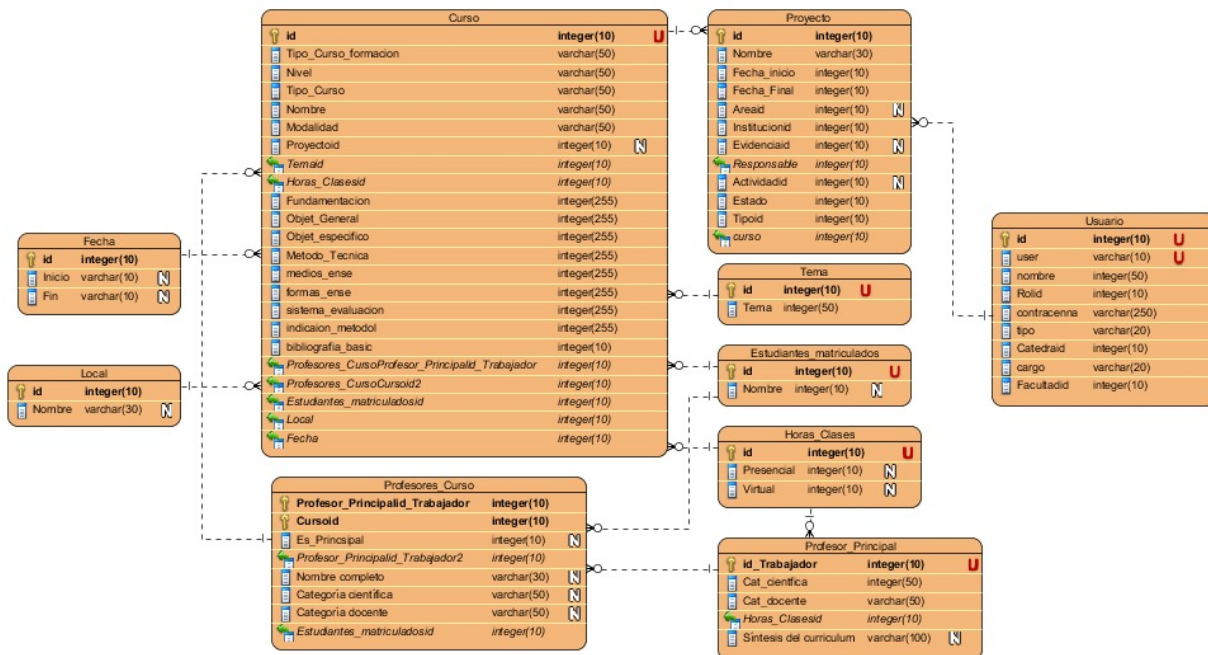 Curso
id integer(10) U
Tipo_Curso_formacion varchar(50)
Nivel varchar(50)
Tipo_Curso varchar(50)
Nombre varchar(50)
Modalidad varchar(50)
Proyectoid integer(10) N
Temaid integer(10)
Horas_Clasesid integer(10)
Fundamentacion integer(255)
Objet_General integer(255)
Objet_especifico integer(255)
Metodo_Tecnica integer(255)
medios_ense integer(255)
formas_ense integer(255)
sistema_evaluacion integer(255)
indicaion_metodol integer(255)
bibliografia_basic integer(10)
Profesores_CursoProfesor_Principalid_Trabajador integer(10)
Profesores_CursoCursoid2 integer(10)
Estudiantes_matriculadosid integer(10)
Local integer(10)
Fecha integer(10)
Proyecto
id integer(10)
Nombre varchar(30)
Fecha_inicio integer(10)
Fecha_Final integer(10)
Areaid integer(10) N
Institucionid integer(10)
Evidenciaid integer(10) N
Responsable integer(10)
Actividadid integer(10) N
Estado integer(10)
Tipoid integer(10)
curso integer(10)
Usuario
id integer(10) U
user varchar(10) U
nombre integer(50)
Rolid integer(10)
contracenna varchar(250)
tipo varchar(20)
Catedraid integer(10)
cargo varchar(20)
Facultadid integer(10)
Fecha
id integer(10)
Inicio varchar(10) N
Fin varchar(10) N
Tema
id integer(10) U
Tema integer(50)
Local
id integer(10)
Nombre varchar(30) N
Estudiantes_matriculados
id integer(10) U
Nombre integer(10) N
Horas_Clases
id integer(10) U
Presencial integer(10) N
Virtual integer(10) N
Profesores_Curso
Profesor_Principalid_Trabajador integer(10)
Cursoid integer(10)
Es_Princsipal integer(10) N
Profesor_Principalid_Trabajador2 integer(10)
Nombre completo varchar(30) N
Categoría científica varchar(50) N
Categoría docente varchar(50) N
Estudiantes_matriculadosid integer(10)
Profesor_Principal
id_Trabajador integer(10) U
Cat_cientfica integer(50)
Cat_docente varchar(50)
Horas_Clasesid integer(10)
Síntesis del curriculum varchar(100) N